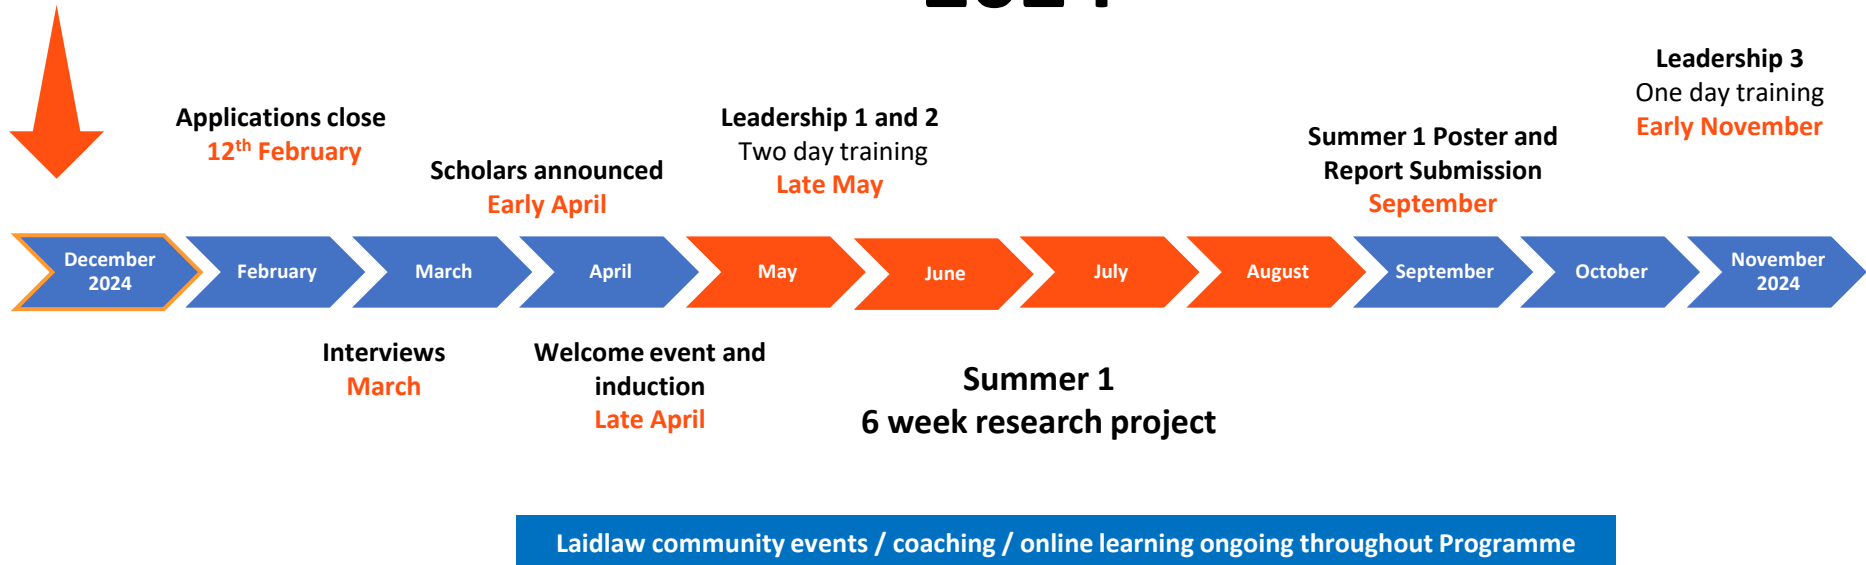 Applications close
12th February
Scholars announced
Early April
Leadership 1 and 2
Two day training
Late May
Summer 1 Poster and
Report Submission
September
Leadership 3
One day training
Early November
December
2024
February
March
April
May
June
July
August
September
October
November
2024
Interviews
March
Welcome event and
induction
Late April
Summer 1
6 week research project
Laidlaw community events / coaching / online learning ongoing throughout Programme